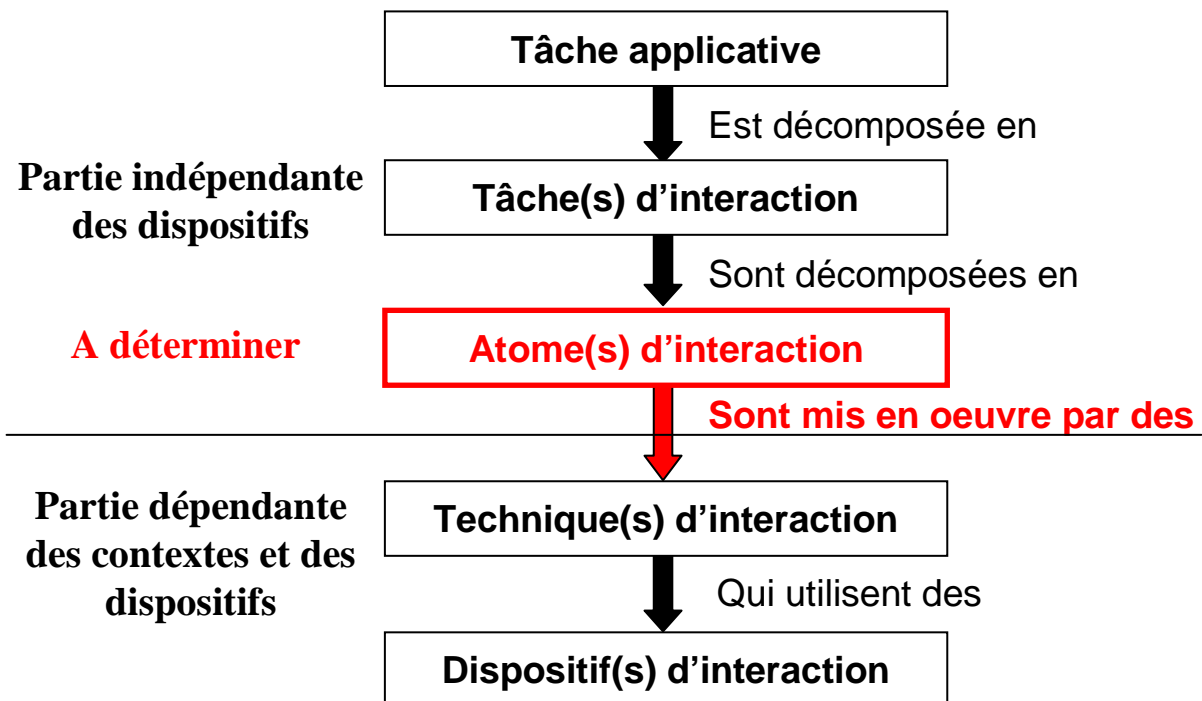 Tâche applicative
Est décomposée en
Partie indépendante
des dispositifs
Tâche(s) d’interaction
Sont décomposées en
A déterminer
Atome(s) d’interaction
Sont mis en oeuvre par des
Partie dépendante
des contextes et des
dispositifs
Technique(s) d’interaction
Qui utilisent des
Dispositif(s) d’interaction